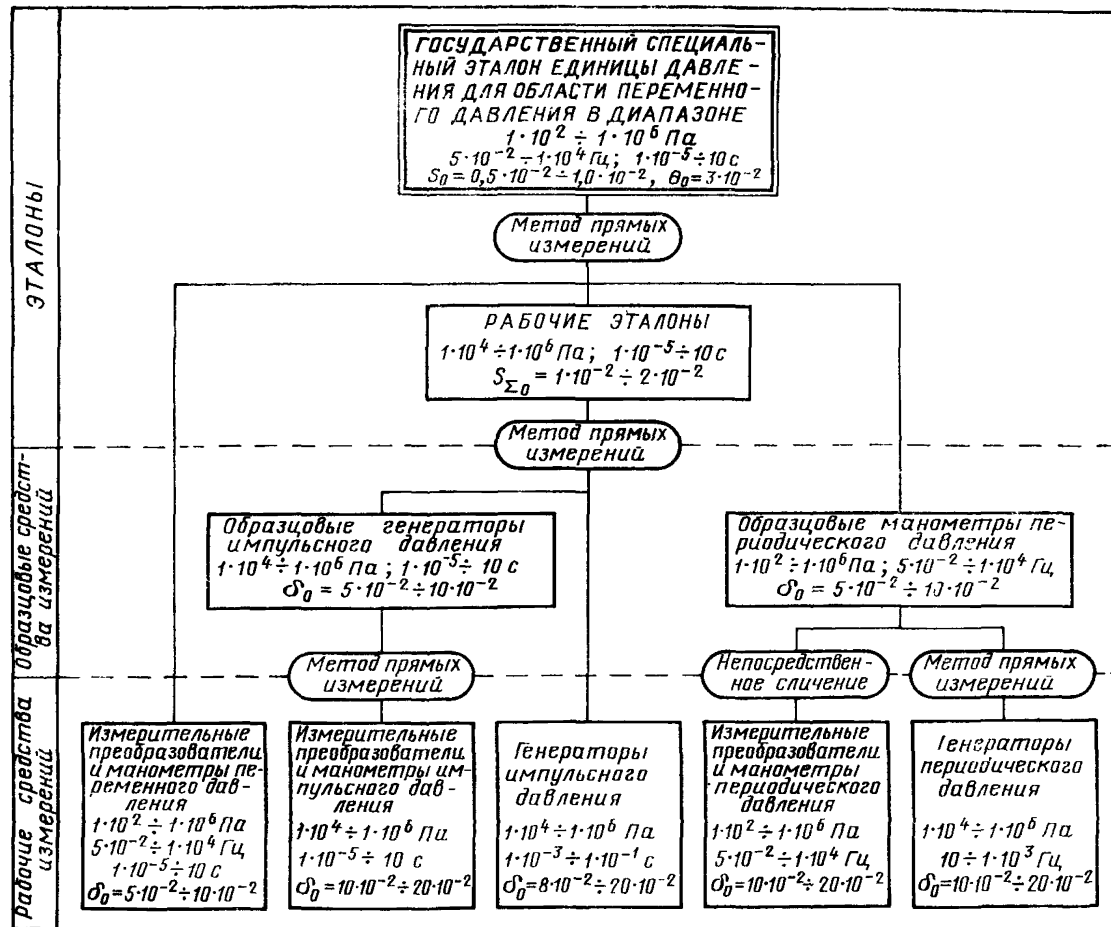 ГОСУДАРСТВЕННЫЙ СПЕЦИАЛЬ-
НЫЙ ЭТАЛОН ЕДИНИЦЫ ДАВЛЕ-
НИЯ ДЛЯ ОБЛАСТИ ПЕРЕМЕННО-
ГО ДАВЛЕНИЯ В ДИАПАЗОНЕ
1·10² ÷ 1·10⁶ Па
5·10⁻² ÷ 1·10⁴ Гц; 1·10⁻⁵ ÷ 10 с
S₀ = 0,5·10⁻² ÷ 1,0·10⁻², Θ₀ = 3·10⁻²
Метод прямых
измерений
ЭТАЛОНЫ
РАБОЧИЕ ЭТАЛОНЫ
1·10⁴ ÷ 1·10⁶ Па; 1·10⁻⁵ ÷ 10 с
S_Σ₀ = 1·10⁻² ÷ 2·10⁻²
Метод прямых
измерений
Образцовые средст-
ва измерений
Образцовые генераторы
импульсного давления
1·10⁴ ÷ 1·10⁶ Па; 1·10⁻⁵ ÷ 10 с
δ₀ = 5·10⁻² ÷ 10·10⁻²
Образцовые манометры пе-
риодического давления
1·10² ÷ 1·10⁶ Па; 5·10⁻² ÷ 1·10⁴ Гц
δ₀ = 5·10⁻² ÷ 10·10⁻²
Метод прямых
измерений
Непосредствен-
ное сличение
Метод прямых
измерений
Рабочие средства
измерений
Измерительные
преобразователи
и манометры пе-
ременного дав-
ления
1·10² ÷ 1·10⁶ Па
5·10⁻² ÷ 1·10⁴ Гц
1·10⁻⁵ ÷ 10 с
δ₀ = 5·10⁻² ÷ 10·10⁻²
Измерительные
преобразователи
и манометры им-
пульсного дав-
ления
1·10⁴ ÷ 1·10⁶ Па
1·10⁻⁵ ÷ 10 с
δ₀ = 10·10⁻² ÷ 20·10⁻²
Генераторы
импульсного
давления
1·10⁴ ÷ 1·10⁶ Па
1·10⁻³ ÷ 1·10⁻¹ с
δ₀ = 8·10⁻² ÷ 20·10⁻²
Измерительные
преобразователи
и манометры
периодического
давления
1·10² ÷ 1·10⁶ Па
5·10⁻² ÷ 1·10⁴ Гц
δ₀ = 10·10⁻² ÷ 20·10⁻²
Генераторы
периодического
давления
1·10⁴ ÷ 1·10⁶ Па
10 ÷ 1·10³ Гц
δ₀ = 10·10⁻² ÷ 20·10⁻²